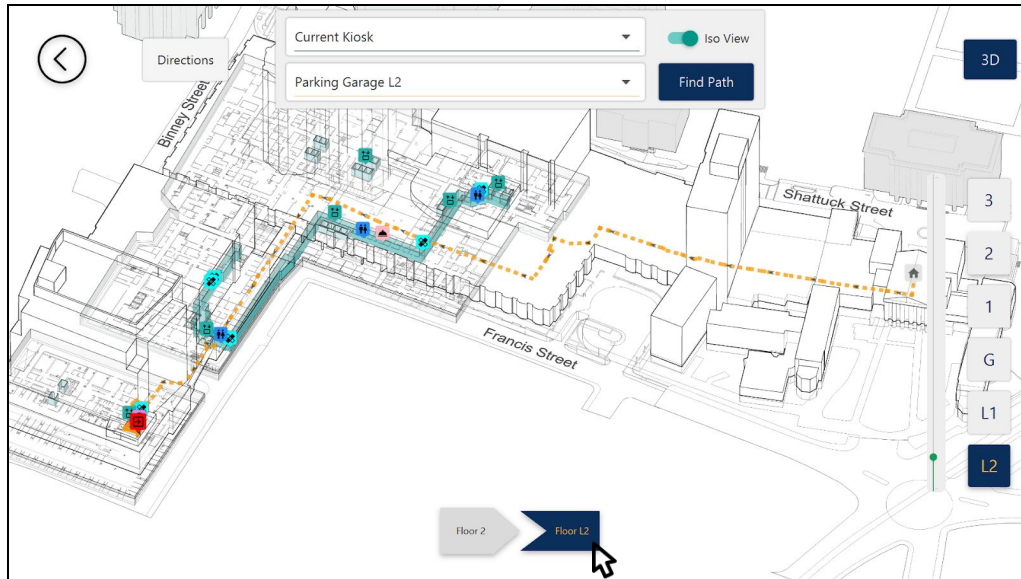 Current Kiosk
Iso View
Directions
3D
Parking Garage L2
Find Path
Binney Street
Shattuck Street
3
2
1
Francis Street
G
L1
L2
Floor 2
Floor L2